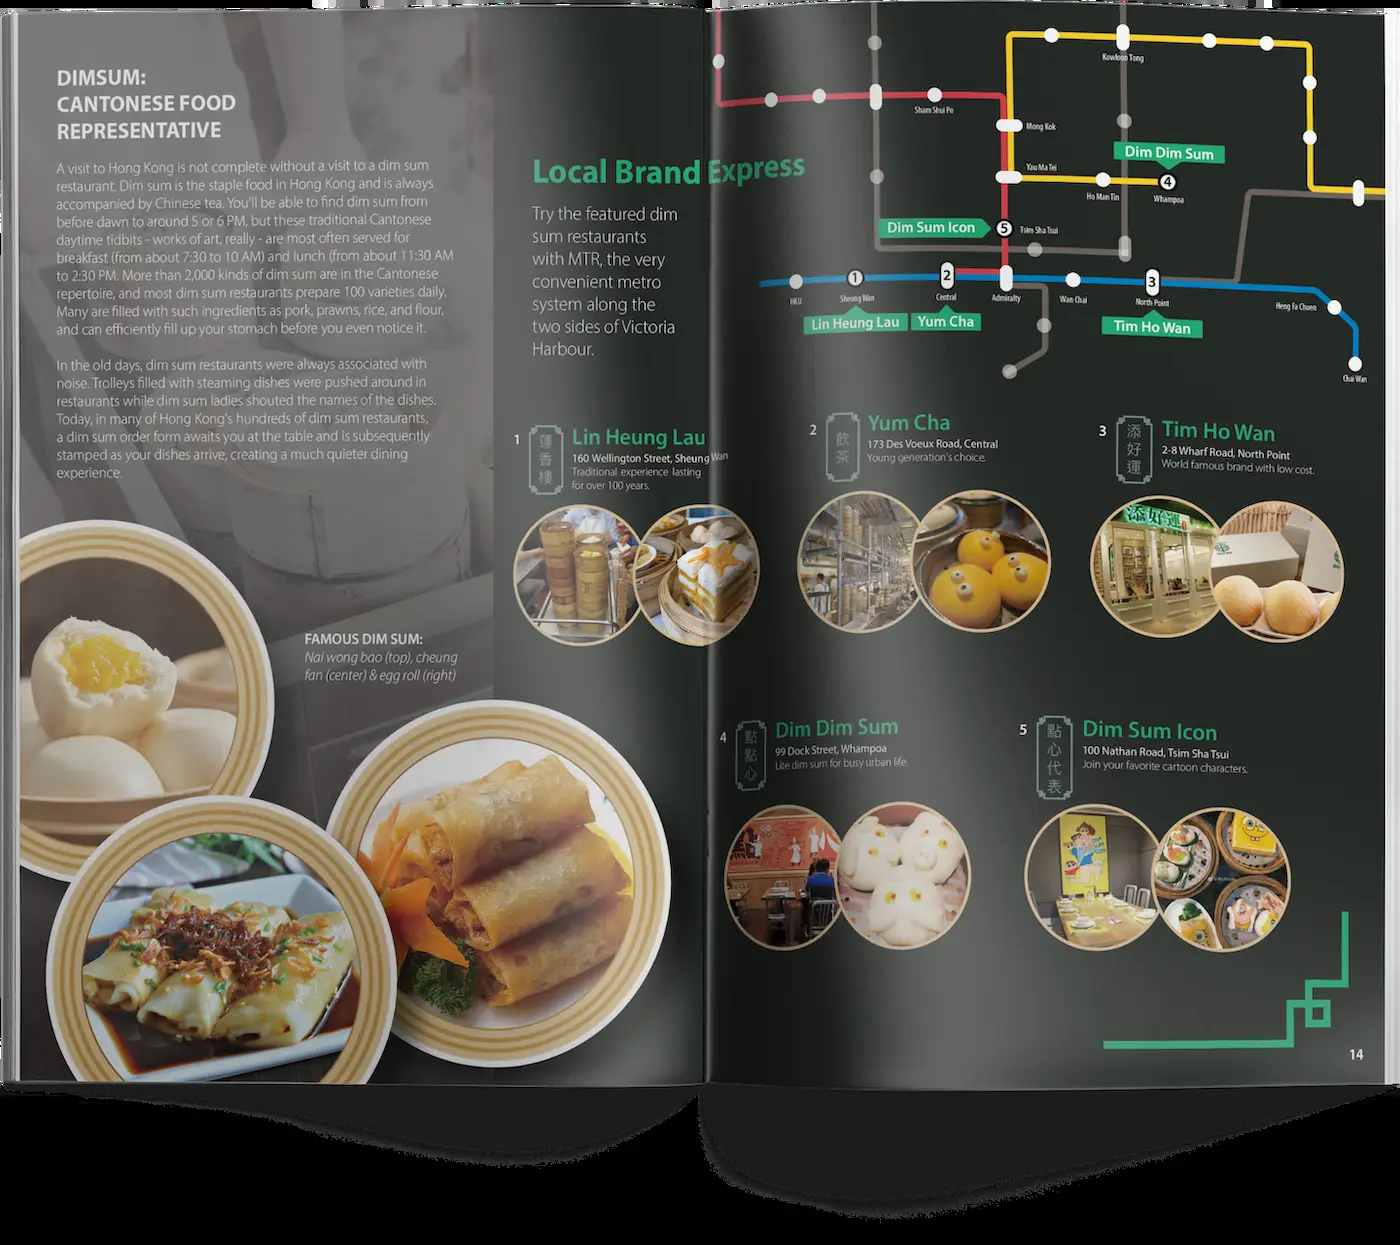 DIMSUM:
CANTONESE FOOD
REPRESENTATIVE
A visit to Hong Kong is not complete without a visit to a dim sum
restaurant. Dim sum is the staple food in Hong Kong and is always
accompanied by Chinese tea. You'll be able to find dim sum from
before dawn to around 5 or 6 PM, but these traditional Cantonese
daytime tidbits - works of art, really - are most often served for
breakfast (from about 7:30 to 10 AM) and lunch (from about 11:30 AM
to 2:30 PM. More than 2,000 kinds of dim sum are in the Cantonese
repertoire, and most dim sum restaurants prepare 100 varieties daily.
Many are filled with such ingredients as pork, prawns, rice, and flour,
and can efficiently fill up your stomach before you even notice it.
In the old days, dim sum restaurants were always associated with
noise. Trolleys filled with steaming dishes were pushed around in
restaurants while dim sum ladies shouted the names of the dishes.
Today, in many of Hong Kong's hundreds of dim sum restaurants,
a dim sum order form awaits you at the table and is subsequently
stamped as your dishes arrive, creating a much quieter dining
experience.
FAMOUS DIM SUM:
Nai wong bao (top), cheung
fan (center) & egg roll (right)
Local Brand Express
Try the featured dim
sum restaurants
with MTR, the very
convenient metro
system along the
two sides of Victoria
Harbour.
Kowloon Tong
Sham Shui Po
Mong Kok
Dim Dim Sum
Yau Ma Tei
4
Ho Man Tin
Whampoa
Dim Sum Icon
5
Tsim Sha Tsui
1
2
3
HKU
Sheung Wan
Central
Admiralty
Wan Chai
North Point
Heng Fa Chuen
Lin Heung Lau
Yum Cha
Tim Ho Wan
Chai Wan
1
蓮香樓
Lin Heung Lau
160 Wellington Street, Sheung Wan
Traditional experience lasting
for over 100 years.
2
飲茶
Yum Cha
173 Des Voeux Road, Central
Young generation's choice.
3
添好運
Tim Ho Wan
2-8 Wharf Road, North Point
World famous brand with low cost.
添好運
4
點點心
Dim Dim Sum
99 Dock Street, Whampoa
Lite dim sum for busy urban life.
5
點心代表
Dim Sum Icon
100 Nathan Road, Tsim Sha Tsui
Join your favorite cartoon characters.
14